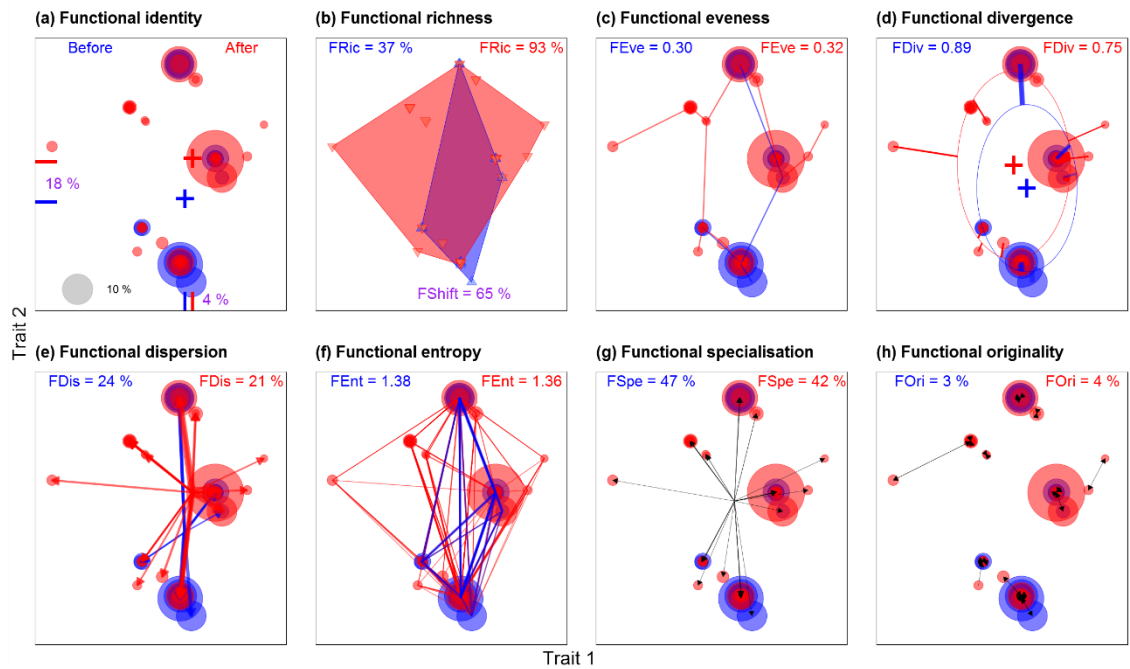 (a) Functional identity
(b) Functional richness
(c) Functional eveness
(d) Functional divergence
Before
After
FRic = 37 %
FRic = 93 %
FEve = 0.30
FEve = 0.32
FDiv = 0.89
FDiv = 0.75
18 %
10 %
4 %
FShift = 65 %
Trait 2
(e) Functional dispersion
(f) Functional entropy
(g) Functional specialisation
(h) Functional originality
FDis = 24 %
FDis = 21 %
FEnt = 1.38
FEnt = 1.36
FSpe = 47 %
FSpe = 42 %
FOri = 3 %
FOri = 4 %
Trait 1